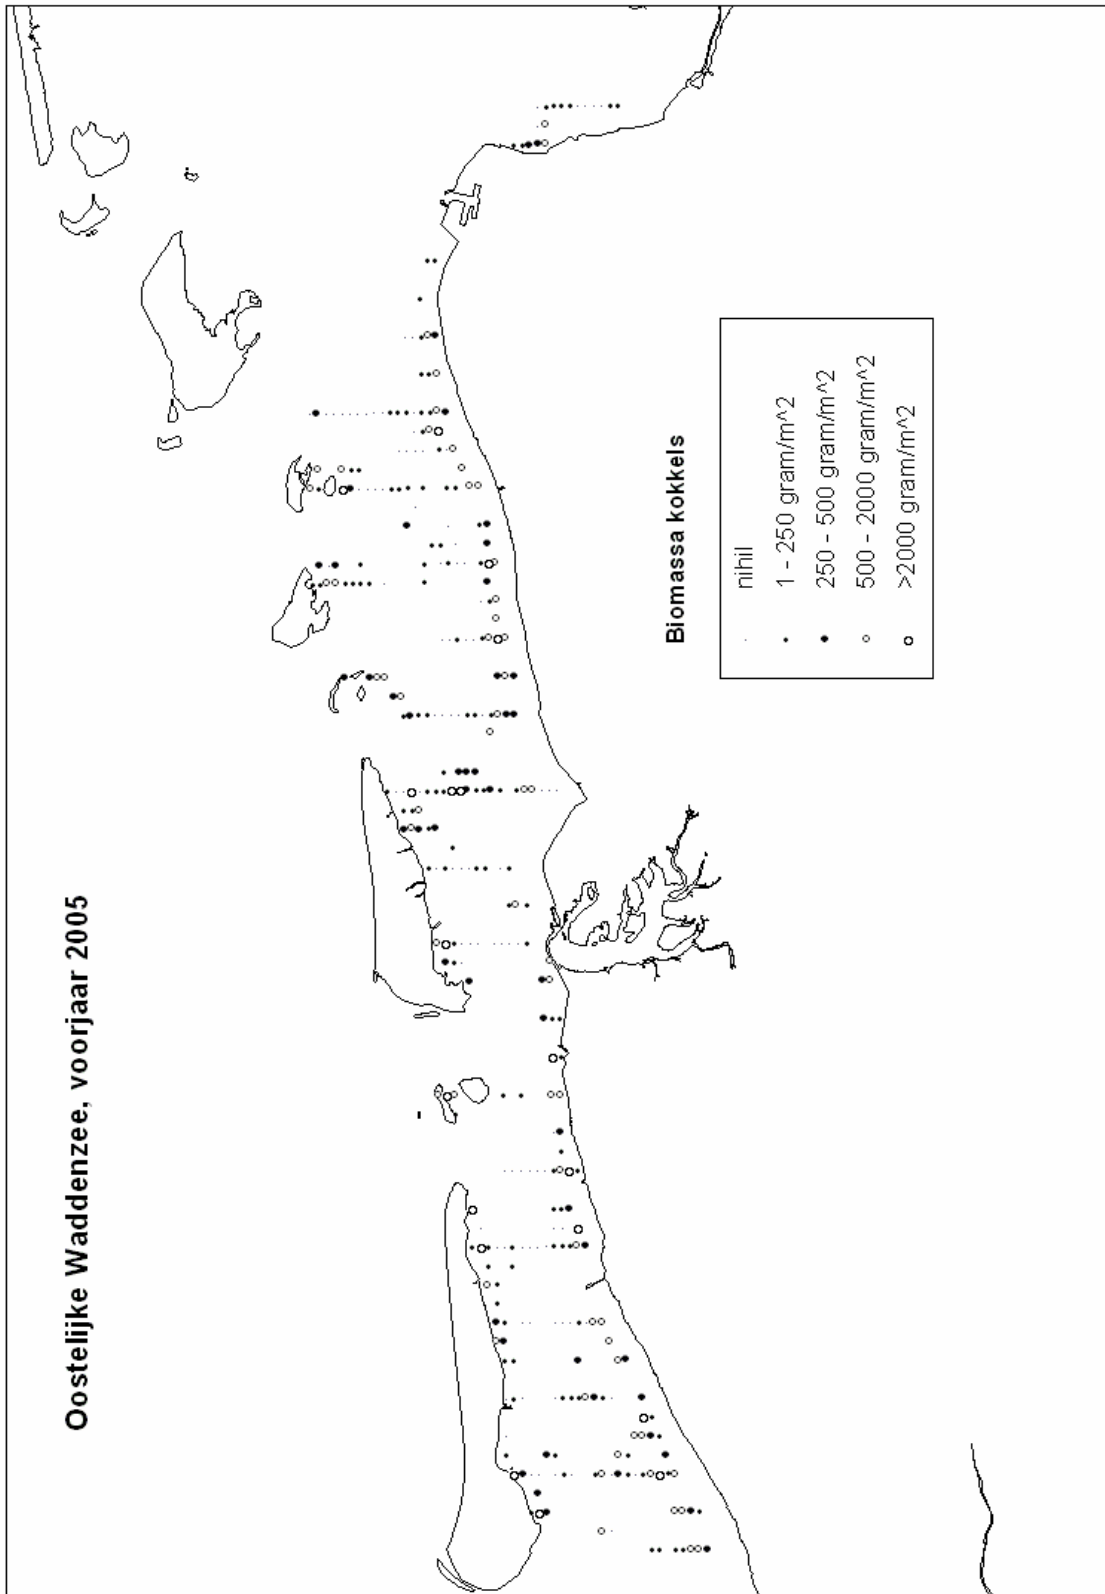 Oostelijke Waddenzee, voorjaar 2005
Biomassa kokkels
nihil
1 - 250 gram/m^2
250 - 500 gram/m^2
500 - 2000 gram/m^2
>2000 gram/m^2